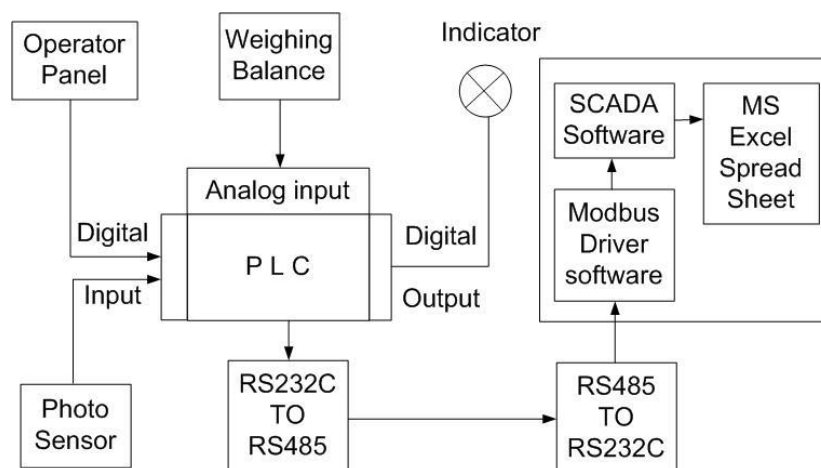 Operator
Panel
Weighing
Balance
Indicator
SCADA
Software
MS
Excel
Spread
Sheet
Analog input
Modbus
Driver
software
Digital
P L C
Digital
Input
Output
RS232C
TO
RS485
RS485
TO
RS232C
Photo
Sensor